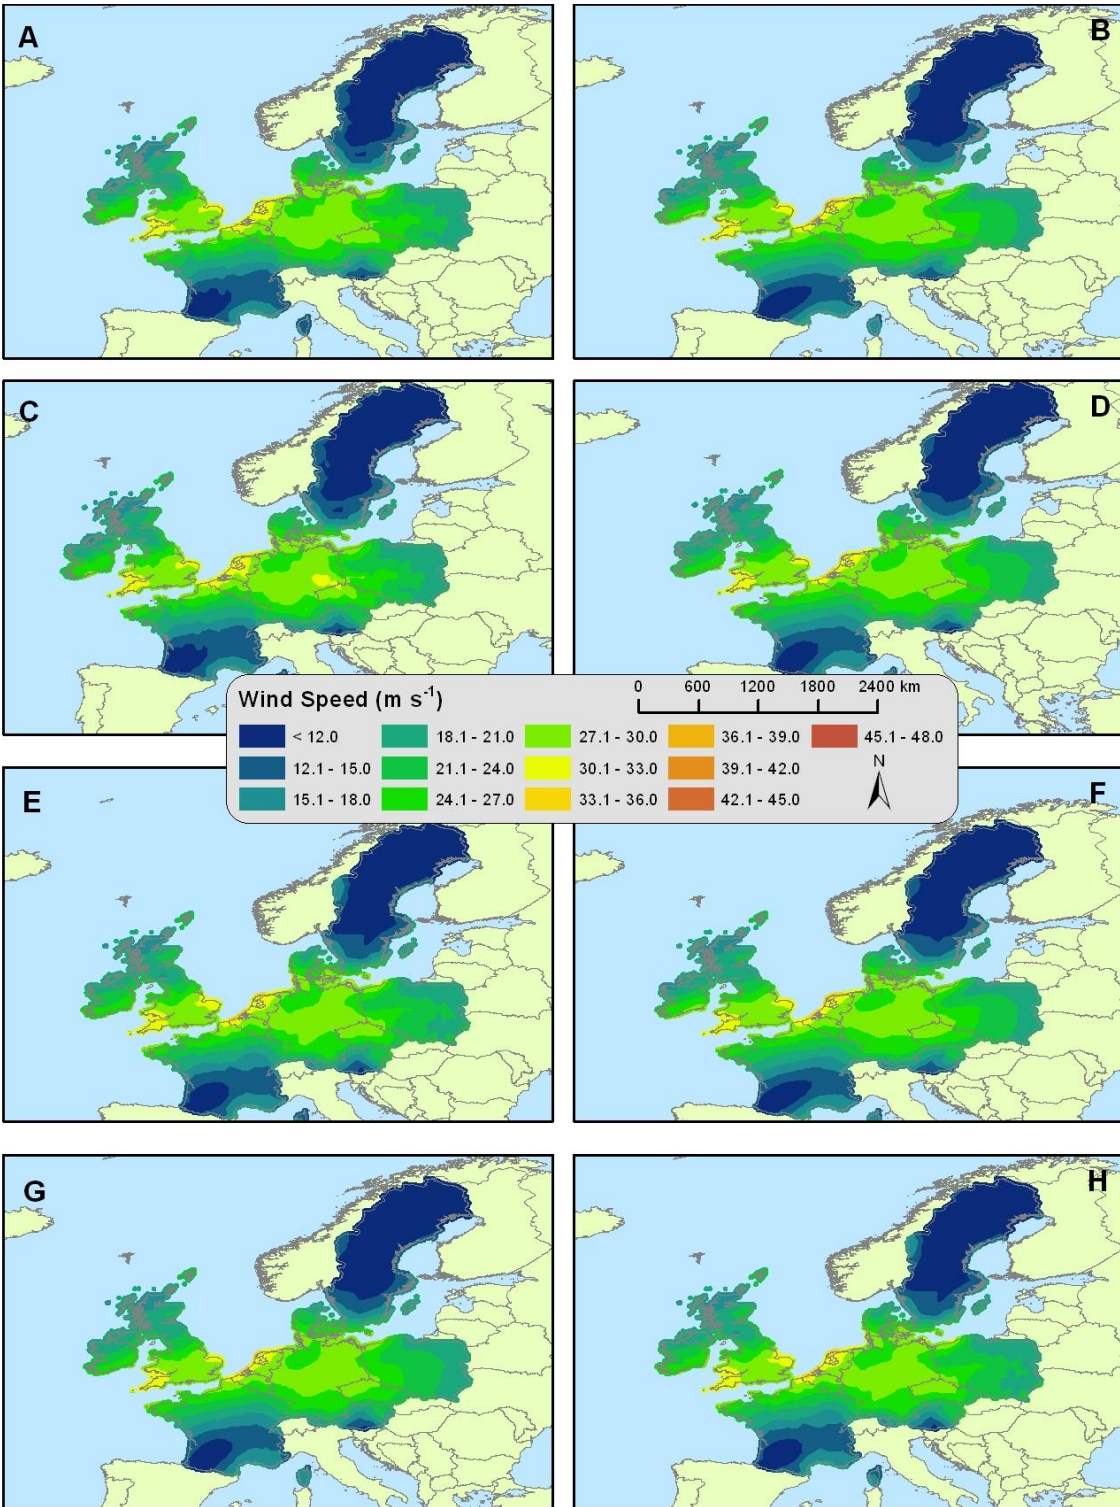 A
B
C
D
Wind Speed (m s-1)
0 600 1200 1800 2400 km
< 12.0 18.1 - 21.0 27.1 - 30.0 36.1 - 39.0 45.1 - 48.0
12.1 - 15.0 21.1 - 24.0 30.1 - 33.0 39.1 - 42.0 N
15.1 - 18.0 24.1 - 27.0 33.1 - 36.0 42.1 - 45.0
E
F
G
H